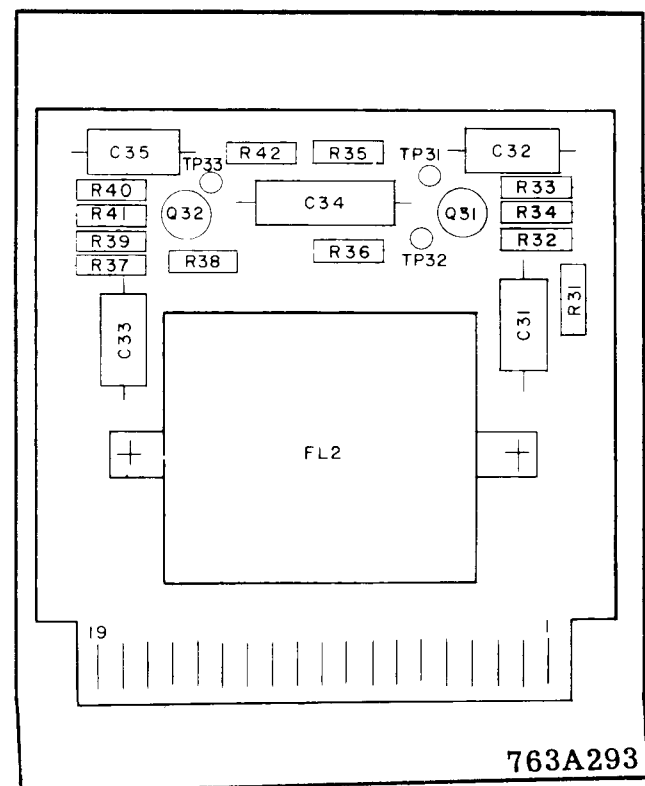 C35 R42 R35 TP31 C32
TP33
R40 R33
R41 Q32 C34 Q31 R34
R39 R32
R37 R38 R36 TP32
R31
C33 C31
FL2
19 1
763A293